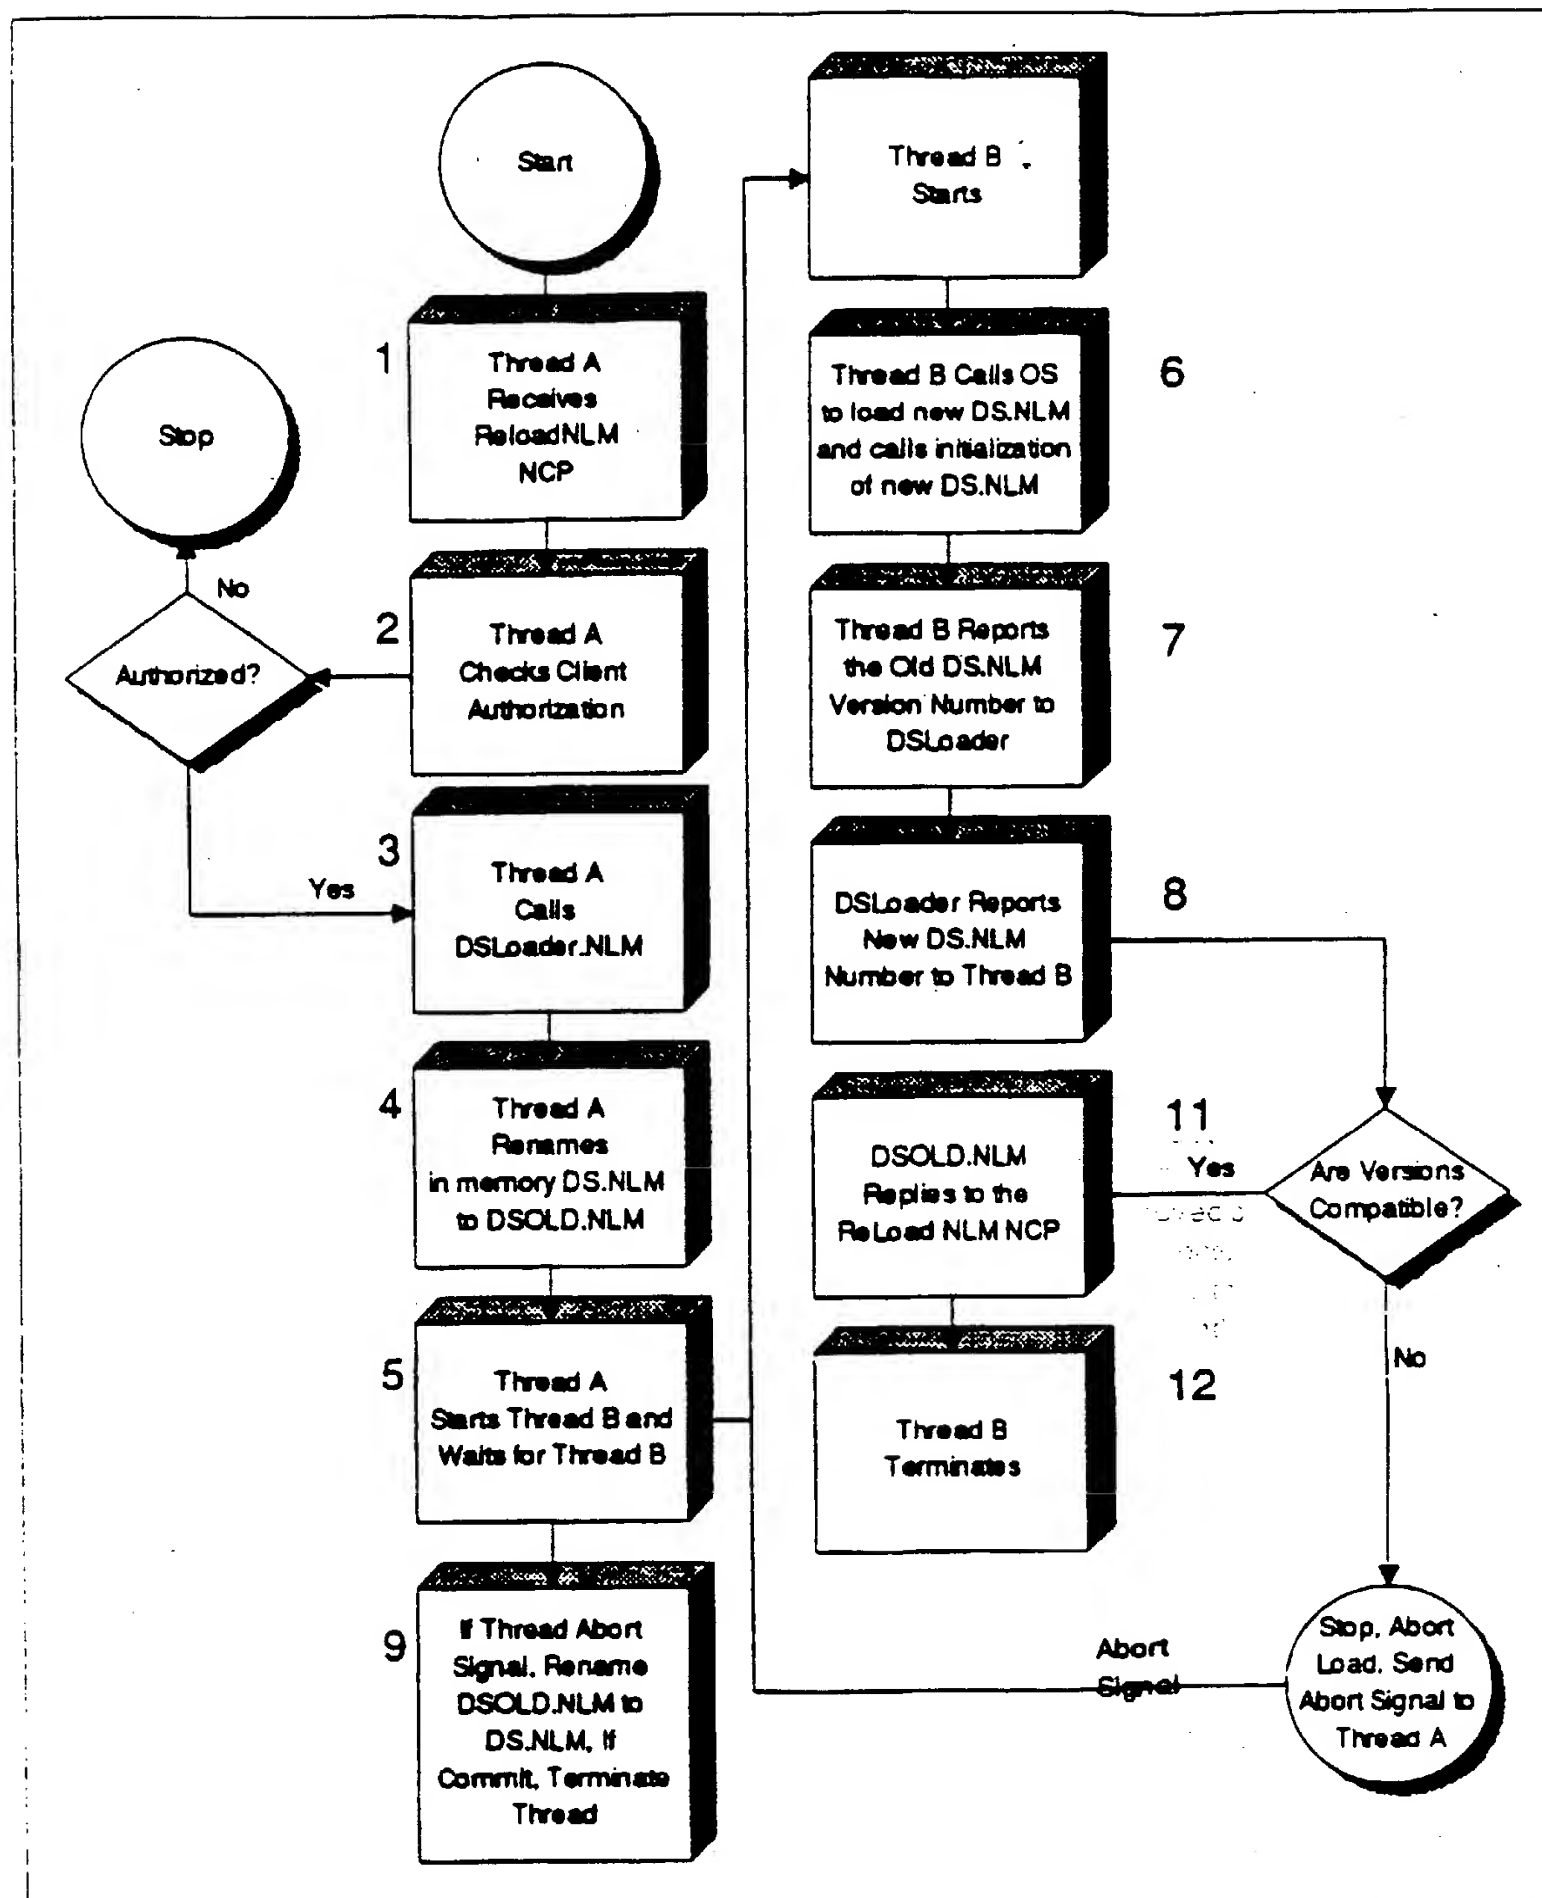 Start
1
Thread A
Receives
ReloadNLM
NCP
Stop
No
Authorized?
2
Thread A
Checks Client
Authorization
Yes
3
Thread A
Calls
DSLoader.NLM
4
Thread A
Renames
in memory DS.NLM
to DSOLD.NLM
5
Thread A
Starts Thread B and
Waits for Thread B
9
If Thread Abort
Signal, Rename
DSOLD.NLM to
DS.NLM, If
Commit, Terminate
Thread
Thread B
Starts
6
Thread B Calls OS
to load new DS.NLM
and calls initialization
of new DS.NLM
7
Thread B Reports
the Old DS.NLM
Version Number to
DSLoader
8
DSLoader Reports
New DS.NLM
Number to Thread B
Are Versions
Compatible?
11
Yes
DSOLD.NLM
Replies to the
ReLoad NLM NCP
12
Thread B
Terminates
No
Stop, Abort
Load, Send
Abort Signal to
Thread A
Abort
Signal